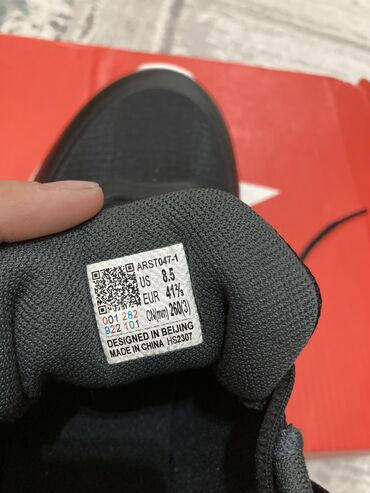 ARST047-1
US 8.5
EUR 41⅔
CN(mm) 260(3)
001 282
922 101
DESIGNED IN BEIJING
MADE IN CHINA HS2307